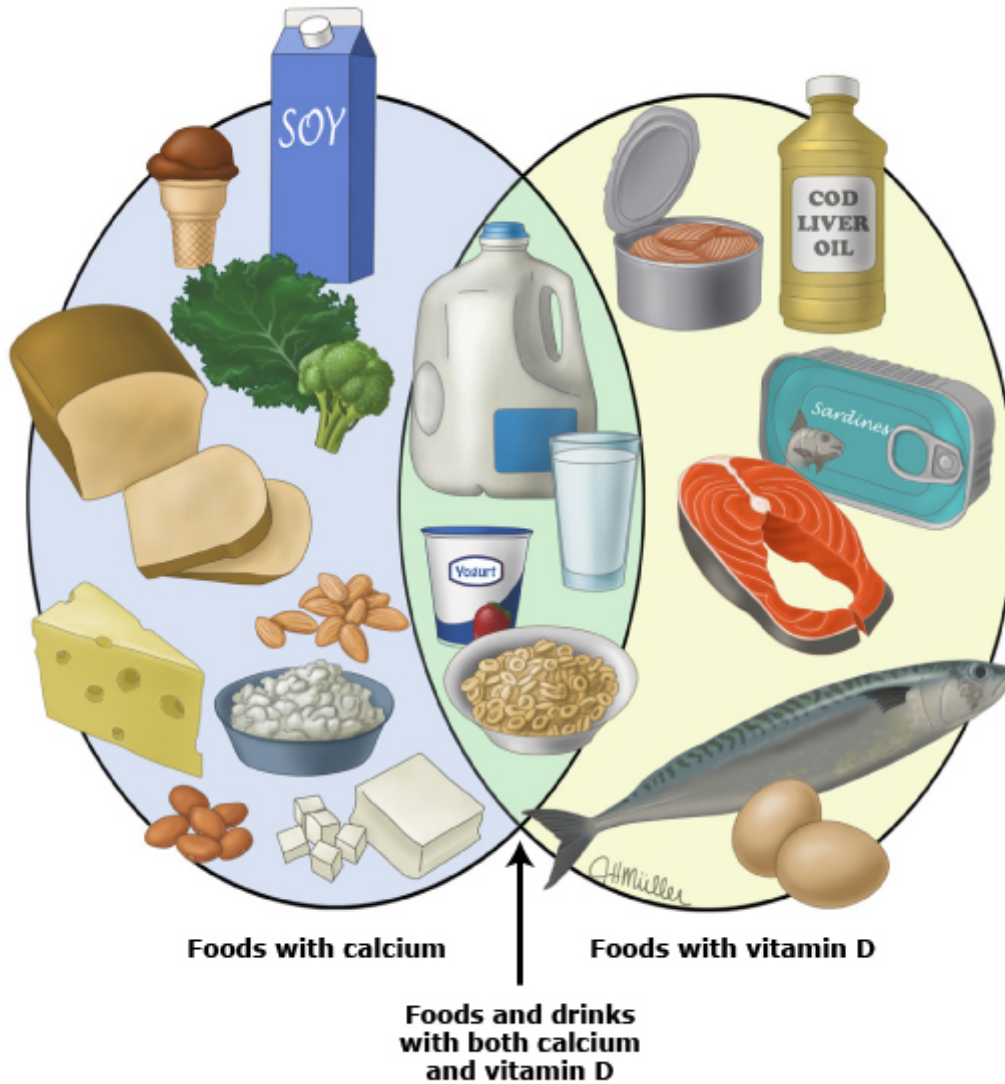 SOY
COD
LIVER
OIL
Sardines
Yogurt
JHMüller
Foods with calcium
Foods with vitamin D
Foods and drinks
with both calcium
and vitamin D